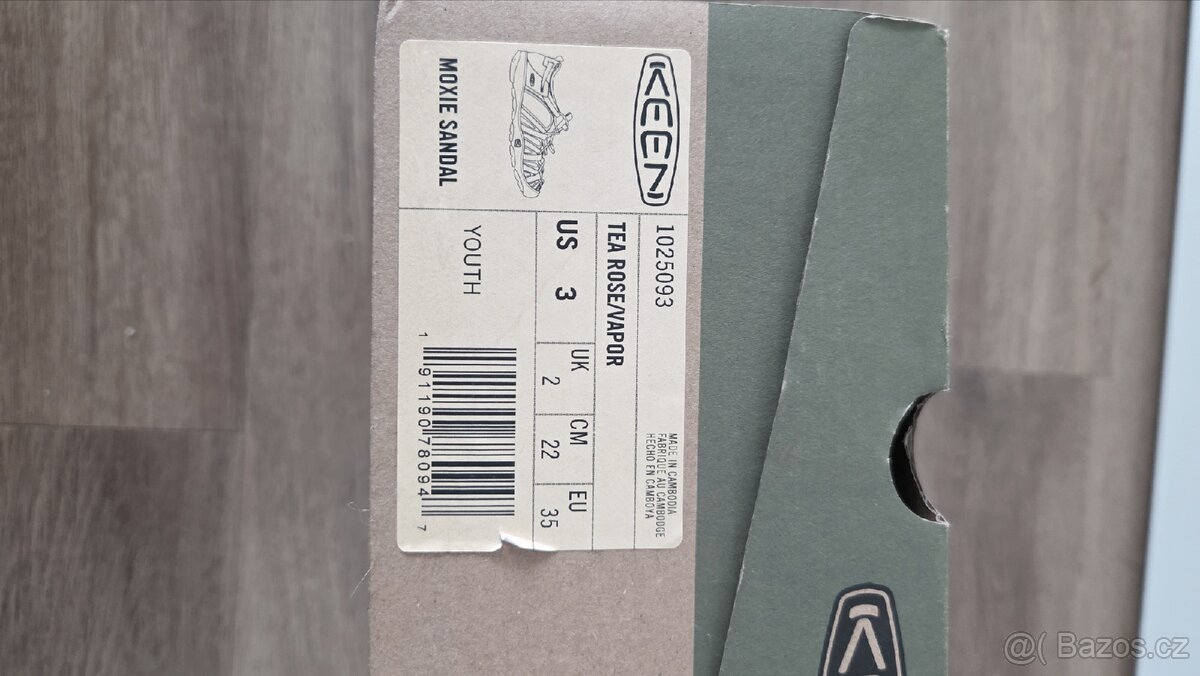 KEEN
MOXIE SANDAL
1025093
MADE IN CAMBODIA
FABRIQUE AU CAMBODGE
HECHO EN CAMBOYA
TEA ROSE/VAPOR
US 3
UK 2
CM 22
EU 35
YOUTH
1 91190 78094 7
@( Bazos.cz